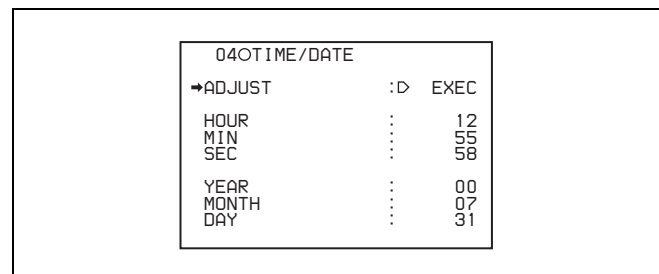 04○TIME/DATE
➡ADJUST :▷ EXEC
HOUR : 12
MIN : 55
SEC : 58
YEAR : 00
MONTH : 07
DAY : 31